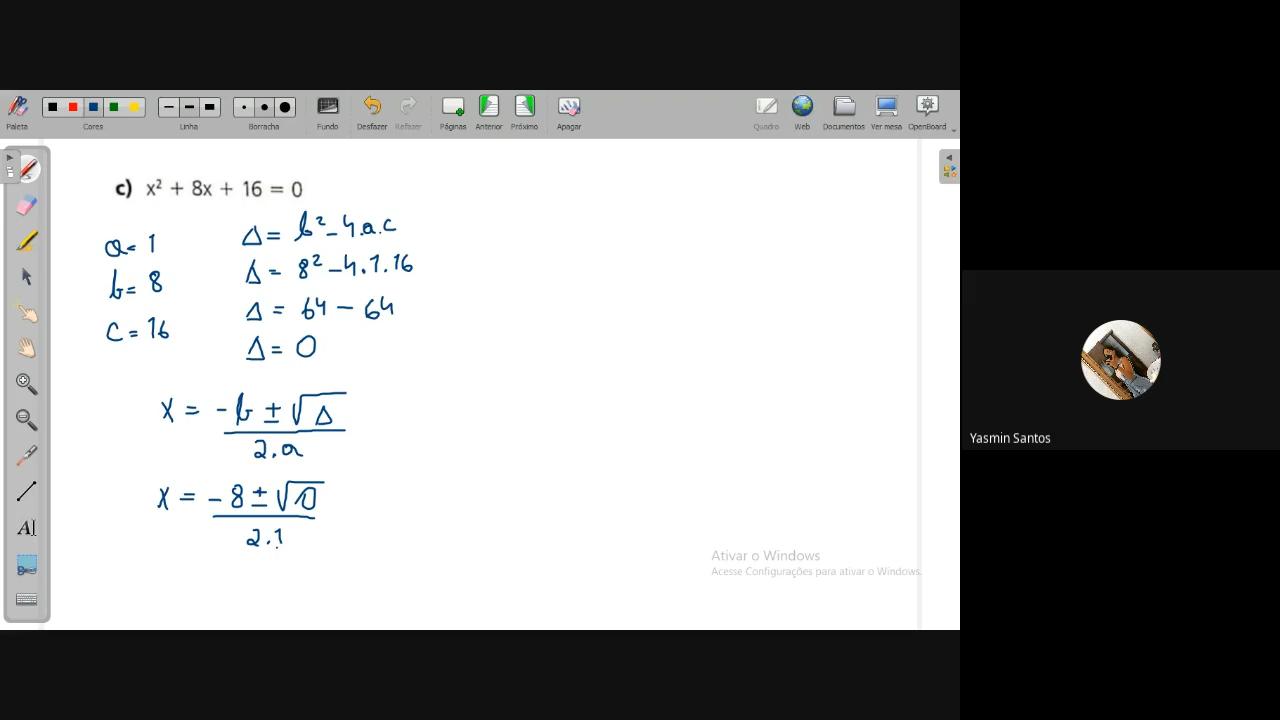 Paleta
Cores
Linha
Borracha
Fundo
Desfazer
Refazer
Páginas
Anterior
Próximo
Apagar
Quadro
Web
Documentos
Ver mesa
OpenBoard
c) x² + 8x + 16 = 0
a = 1
b = 8
c = 16
Δ = b² - 4.a.c
Δ = 8² - 4.1.16
Δ = 64 - 64
Δ = 0
x = -b ± √Δ / 2.a
x = -8 ± √0 / 2.1
A
Ativar o Windows
Acesse Configurações para ativar o Windows.
Yasmin Santos